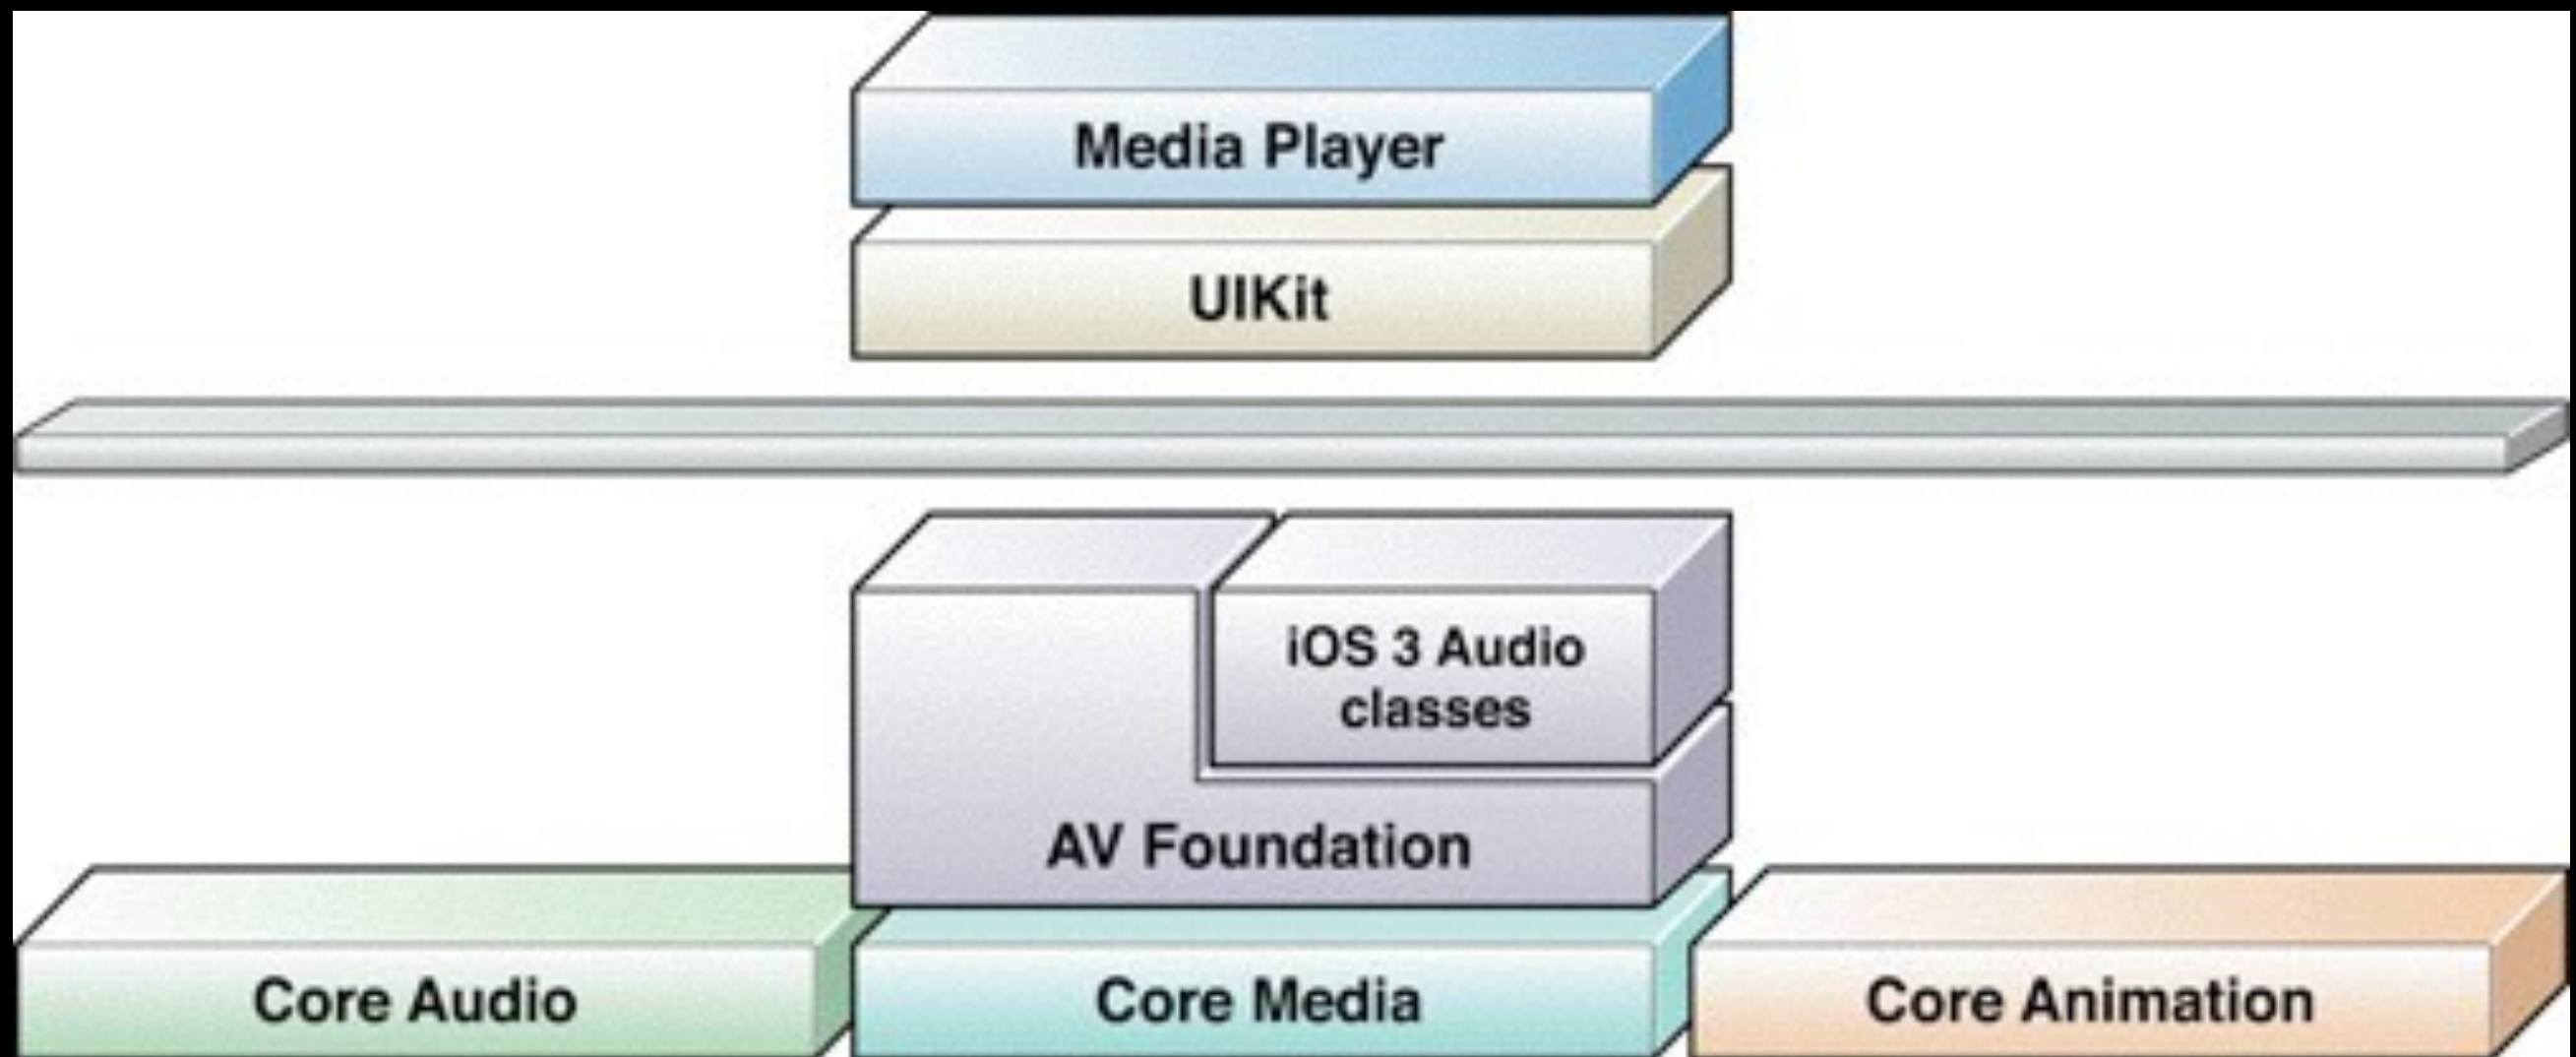 Media Player
UIKit
iOS 3 Audio
classes
AV Foundation
Core Audio
Core Media
Core Animation